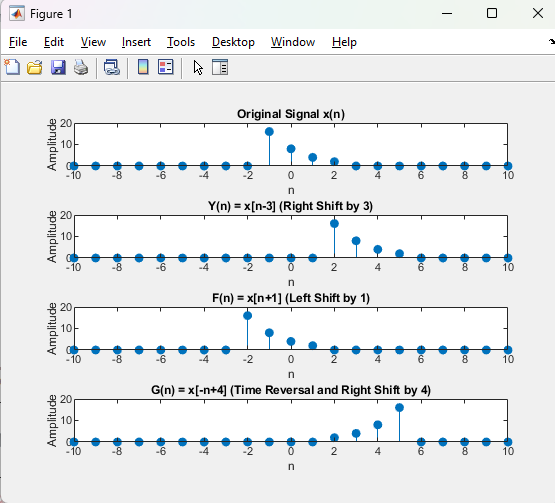 Figure 1
File Edit View Insert Tools Desktop Window Help
Original Signal x(n)
Amplitude
20
10
0
-10 -8 -6 -4 -2 0 2 4 6 8 10
n
Y(n) = x[n-3] (Right Shift by 3)
Amplitude
20
10
0
-10 -8 -6 -4 -2 0 2 4 6 8 10
n
F(n) = x[n+1] (Left Shift by 1)
Amplitude
20
10
0
-10 -8 -6 -4 -2 0 2 4 6 8 10
n
G(n) = x[-n+4] (Time Reversal and Right Shift by 4)
Amplitude
20
10
0
-10 -8 -6 -4 -2 0 2 4 6 8 10
n